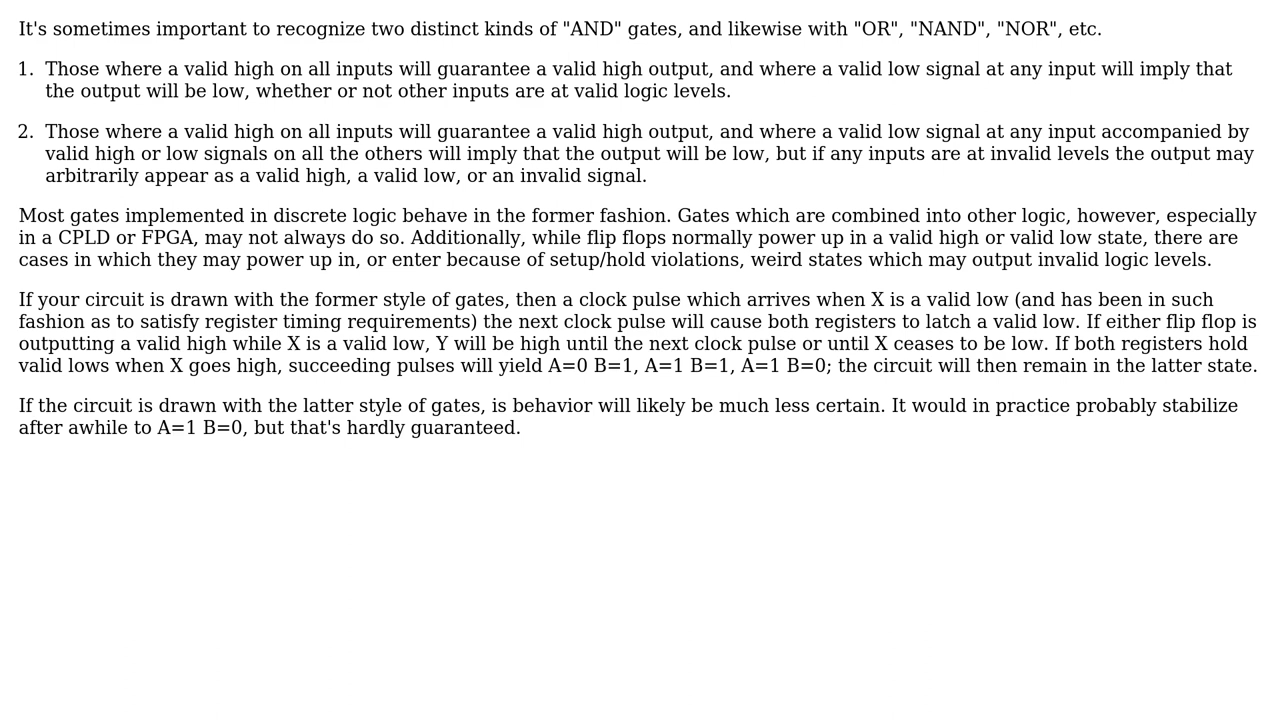 It's sometimes important to recognize two distinct kinds of "AND" gates, and likewise with "OR", "NAND", "NOR", etc.
1. Those where a valid high on all inputs will guarantee a valid high output, and where a valid low signal at any input will imply that
the output will be low, whether or not other inputs are at valid logic levels.
2. Those where a valid high on all inputs will guarantee a valid high output, and where a valid low signal at any input accompanied by
valid high or low signals on all the others will imply that the output will be low, but if any inputs are at invalid levels the output may
arbitrarily appear as a valid high, a valid low, or an invalid signal.
Most gates implemented in discrete logic behave in the former fashion. Gates which are combined into other logic, however, especially
in a CPLD or FPGA, may not always do so. Additionally, while flip flops normally power up in a valid high or valid low state, there are
cases in which they may power up in, or enter because of setup/hold violations, weird states which may output invalid logic levels.
If your circuit is drawn with the former style of gates, then a clock pulse which arrives when X is a valid low (and has been in such
fashion as to satisfy register timing requirements) the next clock pulse will cause both registers to latch a valid low. If either flip flop is
outputting a valid high while X is a valid low, Y will be high until the next clock pulse or until X ceases to be low. If both registers hold
valid lows when X goes high, succeeding pulses will yield A=0 B=1, A=1 B=1, A=1 B=0; the circuit will then remain in the latter state.
If the circuit is drawn with the latter style of gates, is behavior will likely be much less certain. It would in practice probably stabilize
after awhile to A=1 B=0, but that's hardly guaranteed.